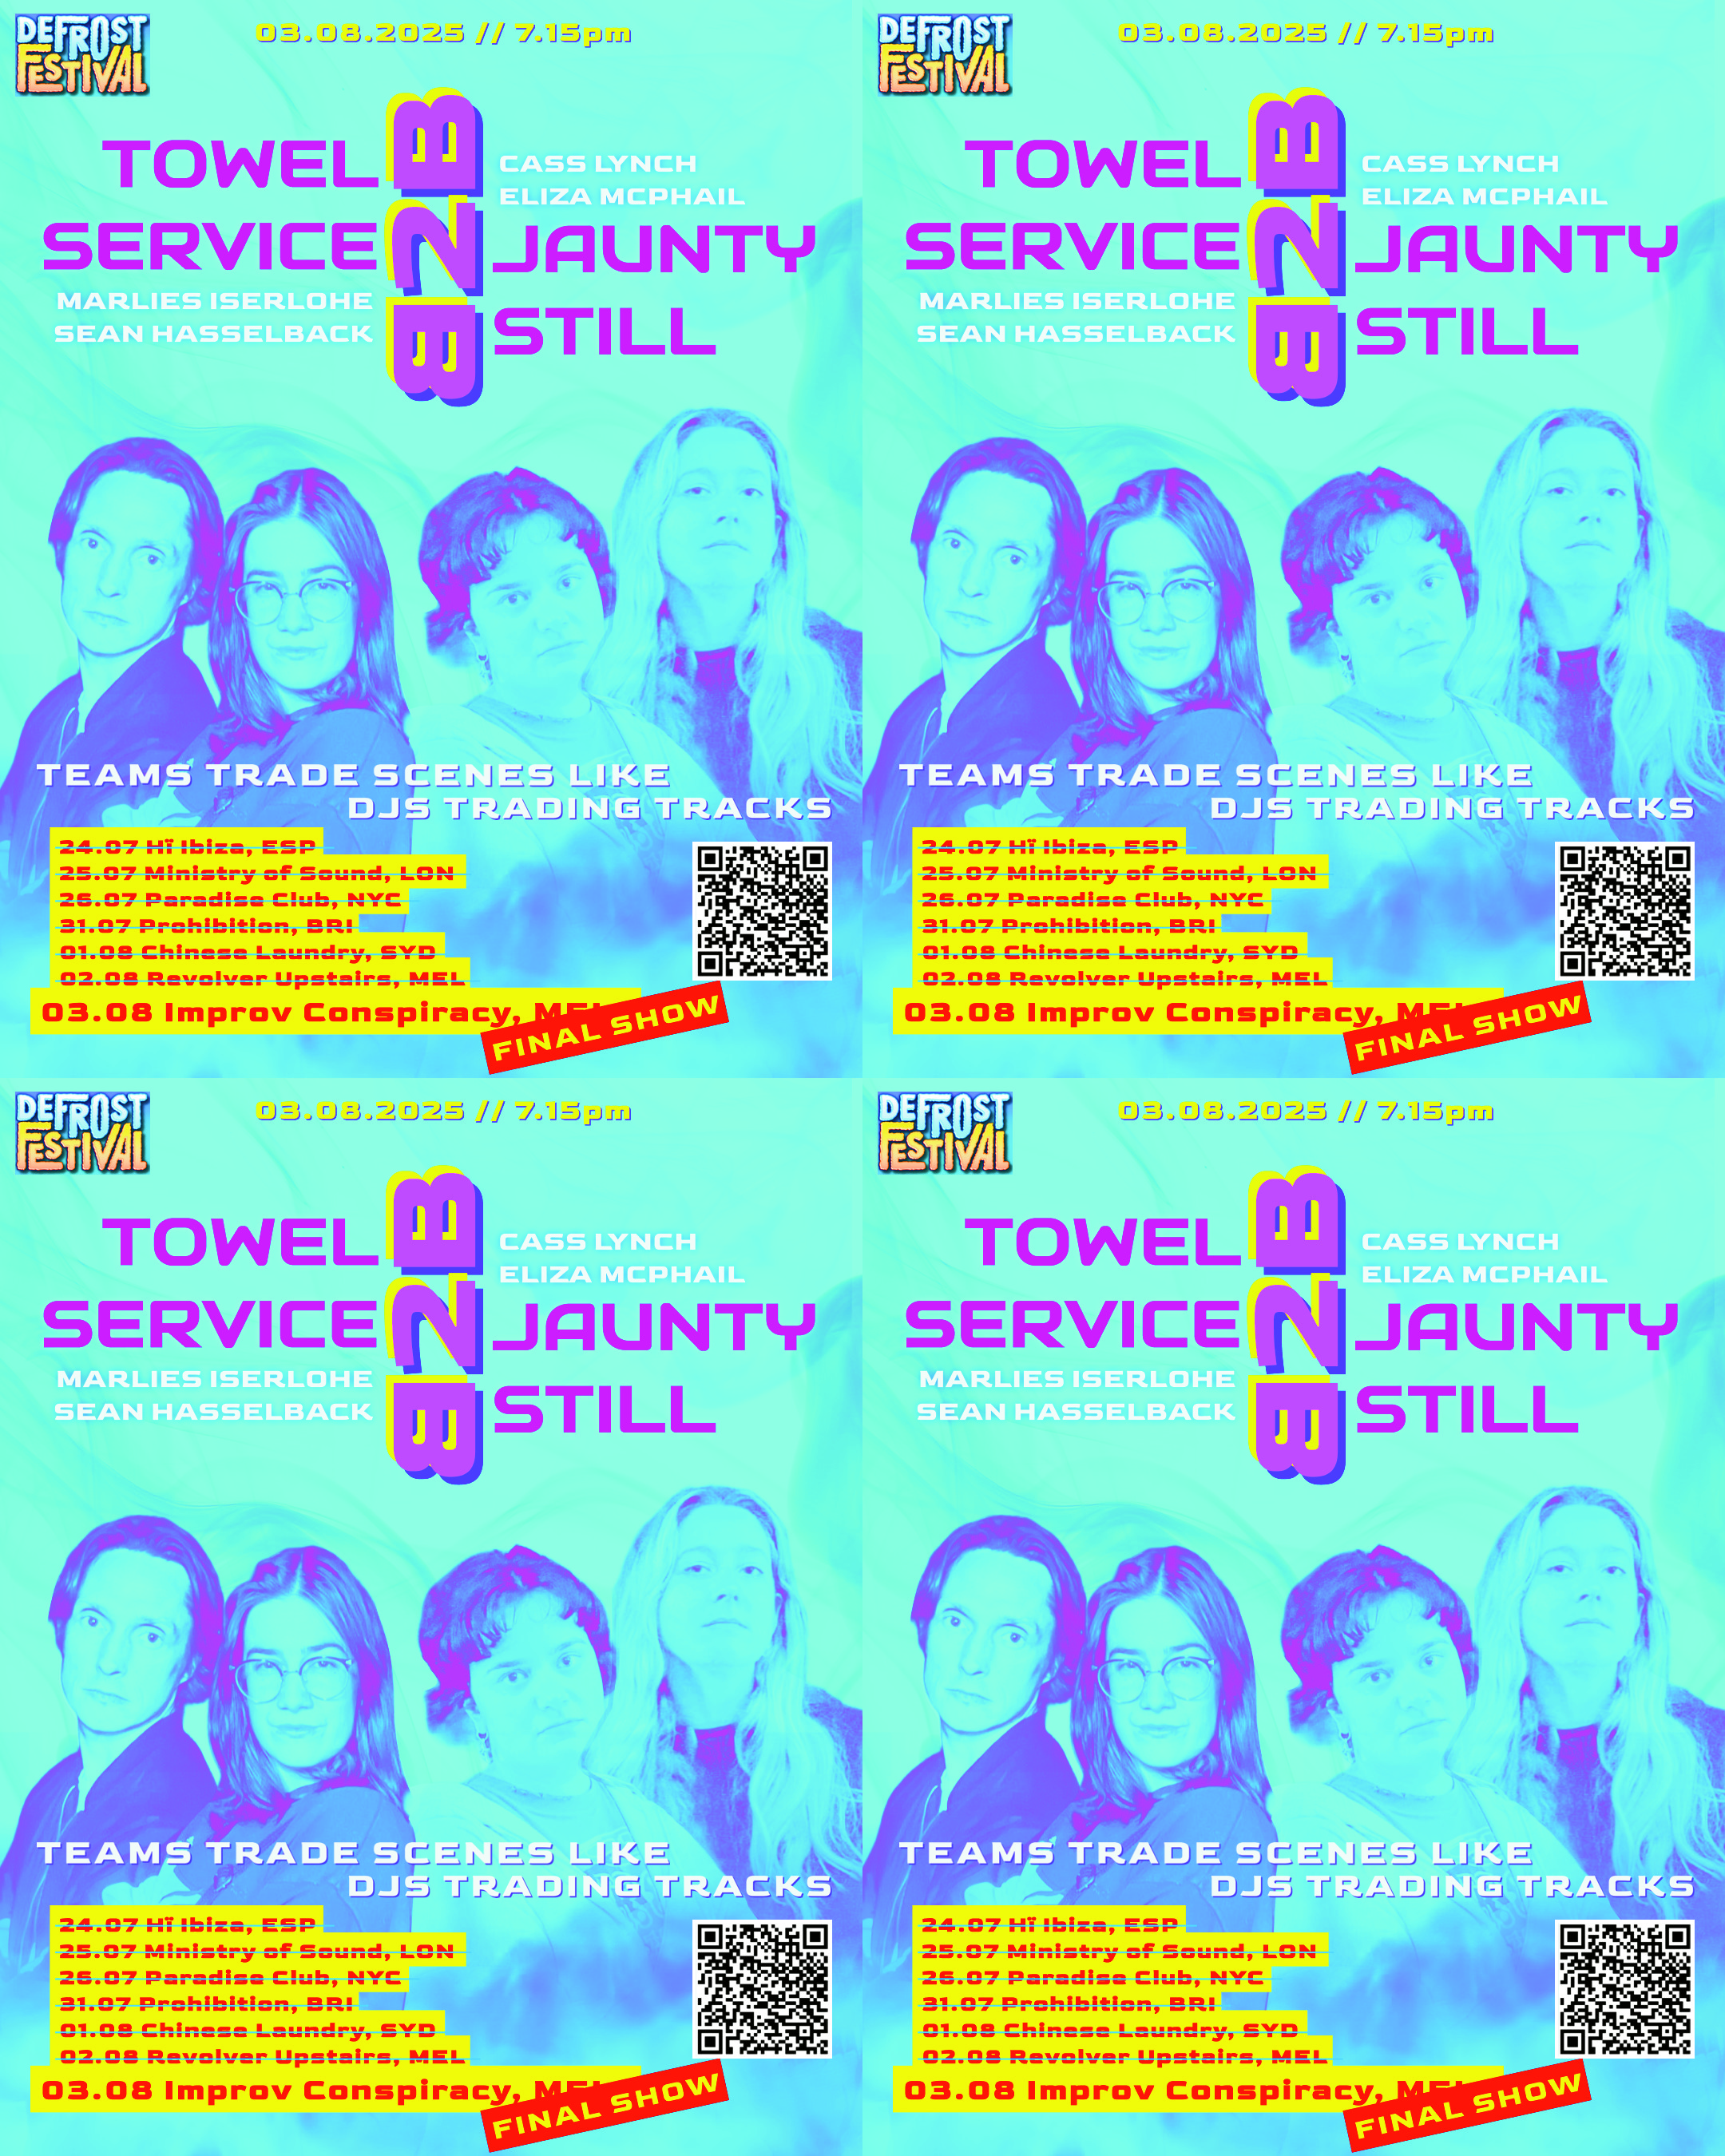 DEFROST
FESTIVAL
03.08.2025 // 7.15pm
TOWEL
SERVICE
MARLIES ISERLOHE
SEAN HASSELBACK
B2B
CASS LYNCH
ELIZA MCPHAIL
JAUNTY
STILL
TEAMS TRADE SCENES LIKE
DJS TRADING TRACKS
24.07 Hï Ibiza, ESP
25.07 Ministry of Sound, LON
26.07 Paradise Club, NYC
31.07 Prohibition, BRI
01.08 Chinese Laundry, SYD
02.08 Revolver Upstairs, MEL
03.08 Improv Conspiracy, MEL
FINAL SHOW
DEFROST
FESTIVAL
03.08.2025 // 7.15pm
TOWEL
SERVICE
MARLIES ISERLOHE
SEAN HASSELBACK
B2B
CASS LYNCH
ELIZA MCPHAIL
JAUNTY
STILL
TEAMS TRADE SCENES LIKE
DJS TRADING TRACKS
24.07 Hï Ibiza, ESP
25.07 Ministry of Sound, LON
26.07 Paradise Club, NYC
31.07 Prohibition, BRI
01.08 Chinese Laundry, SYD
02.08 Revolver Upstairs, MEL
03.08 Improv Conspiracy, MEL
FINAL SHOW
DEFROST
FESTIVAL
03.08.2025 // 7.15pm
TOWEL
SERVICE
MARLIES ISERLOHE
SEAN HASSELBACK
B2B
CASS LYNCH
ELIZA MCPHAIL
JAUNTY
STILL
TEAMS TRADE SCENES LIKE
DJS TRADING TRACKS
24.07 Hï Ibiza, ESP
25.07 Ministry of Sound, LON
26.07 Paradise Club, NYC
31.07 Prohibition, BRI
01.08 Chinese Laundry, SYD
02.08 Revolver Upstairs, MEL
03.08 Improv Conspiracy, MEL
FINAL SHOW
DEFROST
FESTIVAL
03.08.2025 // 7.15pm
TOWEL
SERVICE
MARLIES ISERLOHE
SEAN HASSELBACK
B2B
CASS LYNCH
ELIZA MCPHAIL
JAUNTY
STILL
TEAMS TRADE SCENES LIKE
DJS TRADING TRACKS
24.07 Hï Ibiza, ESP
25.07 Ministry of Sound, LON
26.07 Paradise Club, NYC
31.07 Prohibition, BRI
01.08 Chinese Laundry, SYD
02.08 Revolver Upstairs, MEL
03.08 Improv Conspiracy, MEL
FINAL SHOW